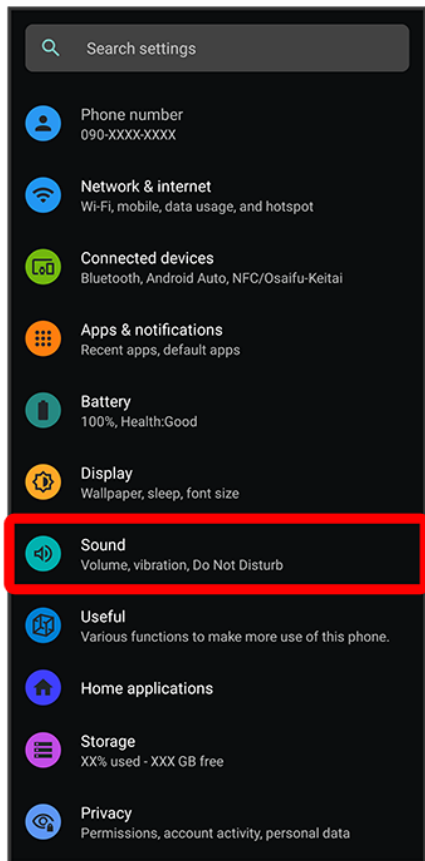 Search settings
Phone number
090-XXXX-XXXX
Network & internet
Wi-Fi, mobile, data usage, and hotspot
Connected devices
Bluetooth, Android Auto, NFC/Osaifu-Keitai
Apps & notifications
Recent apps, default apps
Battery
100%, Health:Good
Display
Wallpaper, sleep, font size
Sound
Volume, vibration, Do Not Disturb
Useful
Various functions to make more use of this phone.
Home applications
Storage
XX% used - XXX GB free
Privacy
Permissions, account activity, personal data